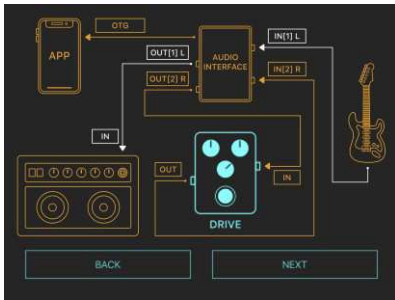 OTG
APP
OUT[1] L
AUDIO
INTERFACE
IN[1] L
OUT[2] R
IN[2] R
IN
OUT
IN
DRIVE
BACK
NEXT